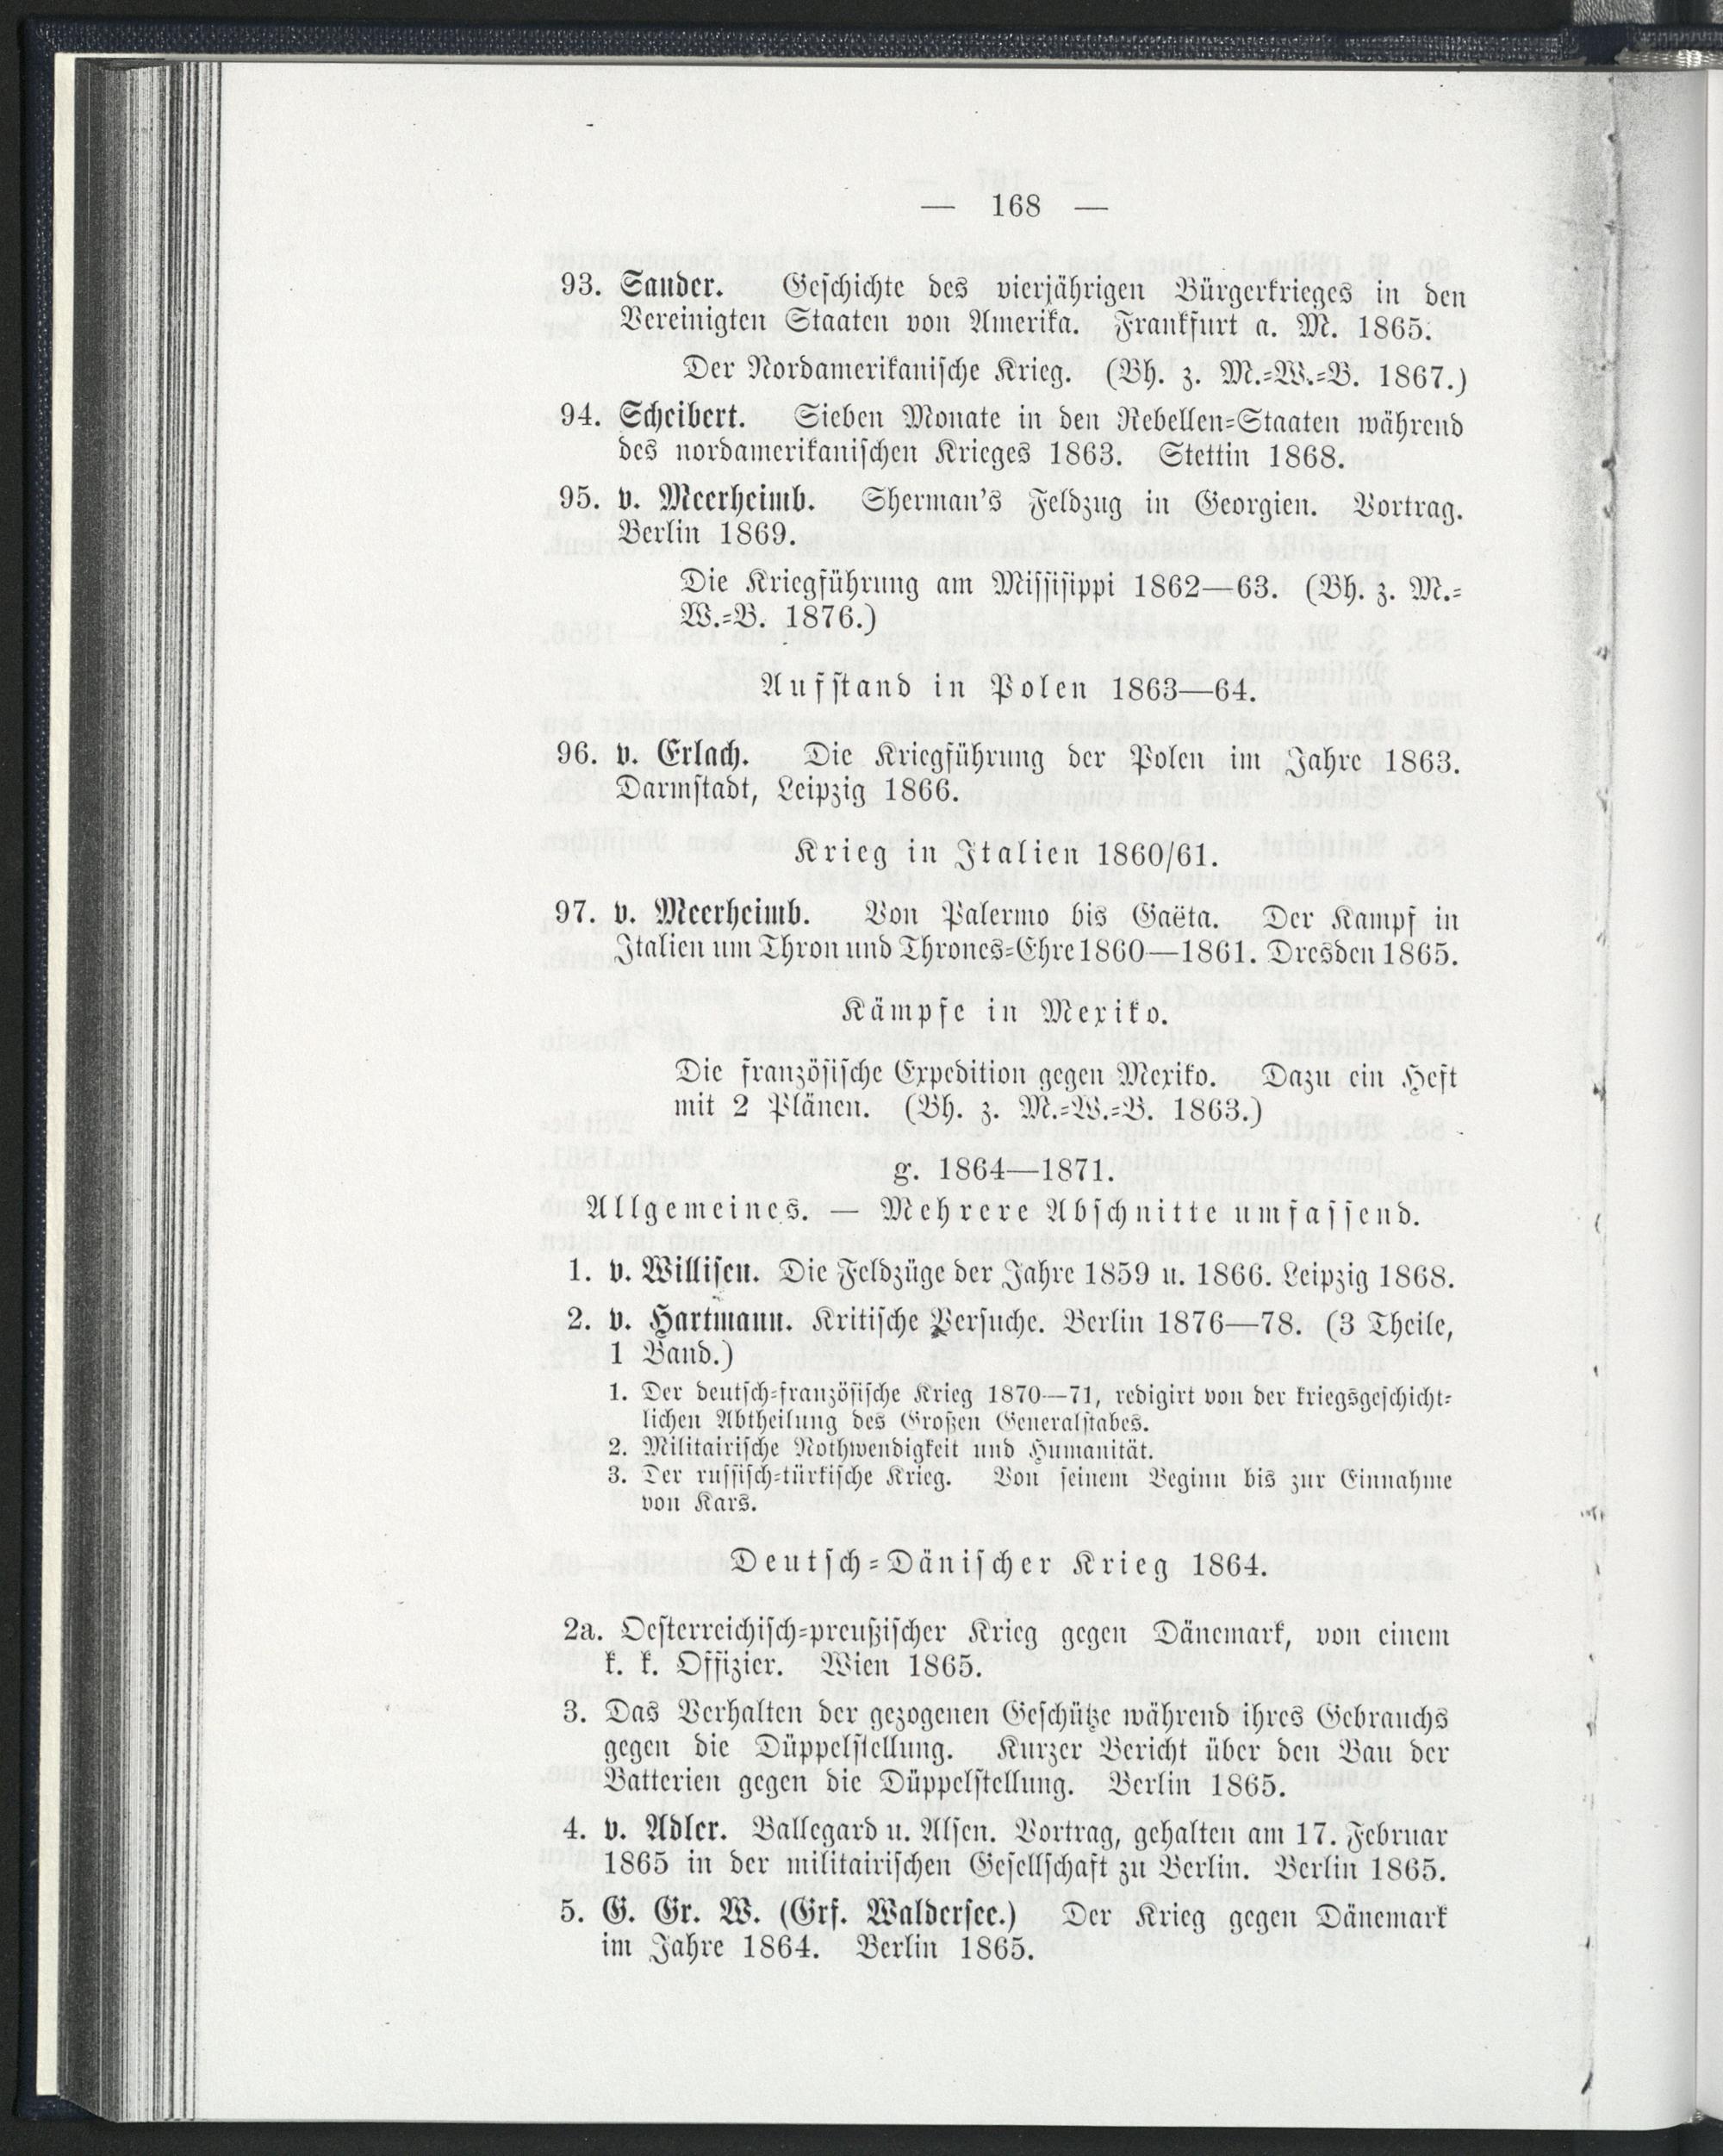 — 168 —
93. Sander. Geschichte des vierjährigen Bürgerkrieges in den
Vereinigten Staaten von Amerika. Frankfurt a. M. 1865.
Der Nordamerikanische Krieg. (Bh. z. M.-W.-B. 1867.)
94. Scheibert. Sieben Monate in den Rebellen-Staaten während
des nordamerikanischen Krieges 1863. Stettin 1868.
95. v. Meerheimb. Sherman's Feldzug in Georgien. Vortrag.
Berlin 1869.
Die Kriegführung am Missisippi 1862—63. (Bh. z. M.-
W.-B. 1876.)
Aufstand in Polen 1863—64.
96. v. Erlach. Die Kriegführung der Polen im Jahre 1863.
Darmstadt, Leipzig 1866.
Krieg in Italien 1860/61.
97. v. Meerheimb. Von Palermo bis Gaëta. Der Kampf in
Italien um Thron und Thrones-Ehre 1860—1861. Dresden 1865.
Kämpfe in Mexiko.
Die französische Expedition gegen Mexiko. Dazu ein Heft
mit 2 Plänen. (Bh. z. M.-W.-B. 1863.)
g. 1864—1871.
Allgemeines. — Mehrere Abschnitte umfassend.
1. v. Willisen. Die Feldzüge der Jahre 1859 u. 1866. Leipzig 1868.
2. v. Hartmann. Kritische Versuche. Berlin 1876—78. (3 Theile,
1 Band.)
1. Der deutsch-französische Krieg 1870—71, redigirt von der kriegsgeschicht-
lichen Abtheilung des Großen Generalstabes.
2. Militairische Nothwendigkeit und Humanität.
3. Der russisch-türkische Krieg. Von seinem Beginn bis zur Einnahme
von Kars.
Deutsch-Dänischer Krieg 1864.
2a. Oesterreichisch-preußischer Krieg gegen Dänemark, von einem
k. k. Offizier. Wien 1865.
3. Das Verhalten der gezogenen Geschütze während ihres Gebrauchs
gegen die Düppelstellung. Kurzer Bericht über den Bau der
Batterien gegen die Düppelstellung. Berlin 1865.
4. v. Adler. Ballegard u. Alsen. Vortrag, gehalten am 17. Februar
1865 in der militairischen Gesellschaft zu Berlin. Berlin 1865.
5. G. Gr. W. (Grf. Waldersee.) Der Krieg gegen Dänemark
im Jahre 1864. Berlin 1865.